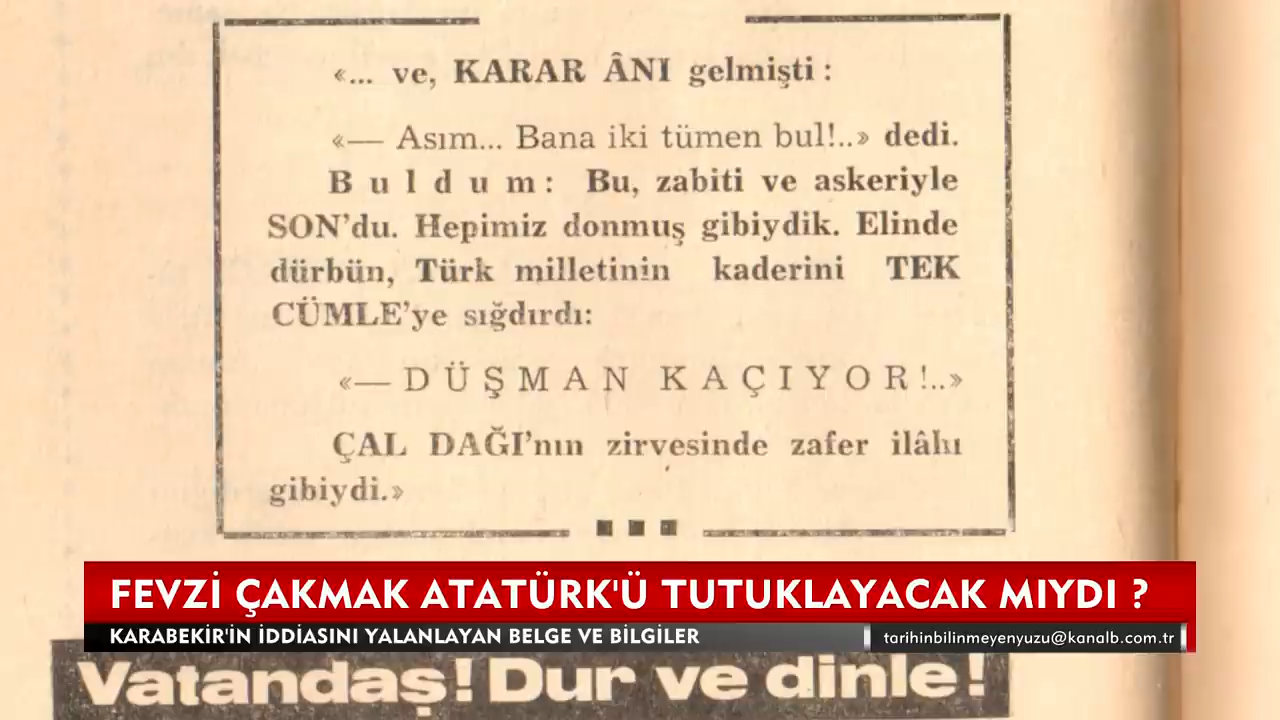 «... ve, KARAR ÂNI gelmişti :
«— Asım... Bana iki tümen bul!..» dedi.
B u l d u m : Bu, zabiti ve askeriyle
SON'du. Hepimiz donmuş gibiydik. Elinde
dürbün, Türk milletinin kaderini TEK
CÜMLE'ye sığdırdı:
«— D Ü Ş M A N K A Ç I Y O R !..»
ÇAL DAĞI'nın zirvesinde zafer ilâhı
gibiydi.»
FEVZİ ÇAKMAK ATATÜRK'Ü TUTUKLAYACAK MIYDI ?
KARABEKİR'İN İDDİASINI YALANLAYAN BELGE VE BİLGİLER
tarihinbilinmeyenyuzu@kanalb.com.tr
Vatandaş! Dur ve dinle!